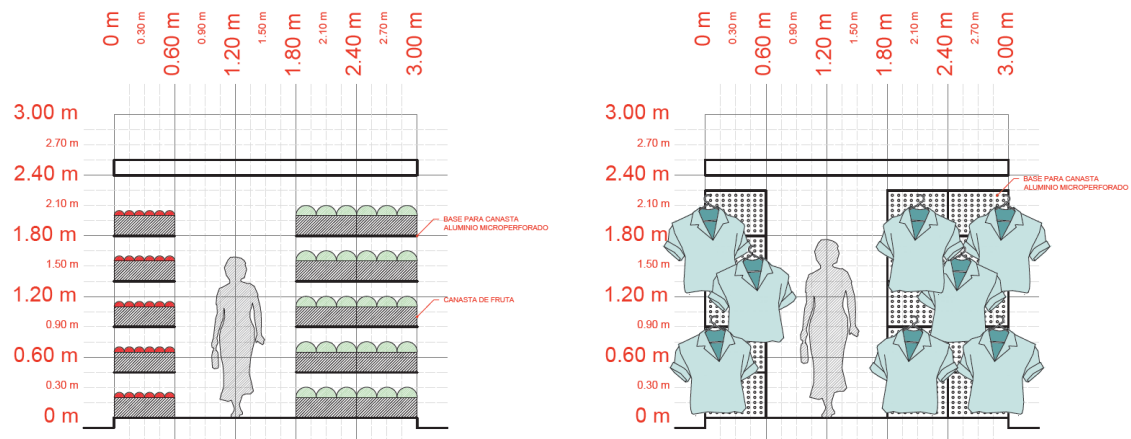 0 m
0.30 m
0.60 m
0.90 m
1.20 m
1.50 m
1.80 m
2.10 m
2.40 m
2.70 m
3.00 m
3.00 m
2.70 m
2.40 m
2.10 m
1.80 m
1.50 m
1.20 m
0.90 m
0.60 m
0.30 m
0 m
BASE PARA CANASTA
ALUMINIO MICROPERFORADO
CANASTA DE FRUTA
0 m
0.30 m
0.60 m
0.90 m
1.20 m
1.50 m
1.80 m
2.10 m
2.40 m
2.70 m
3.00 m
3.00 m
2.70 m
2.40 m
2.10 m
1.80 m
1.50 m
1.20 m
0.90 m
0.60 m
0.30 m
0 m
BASE PARA CANASTA
ALUMINIO MICROPERFORADO